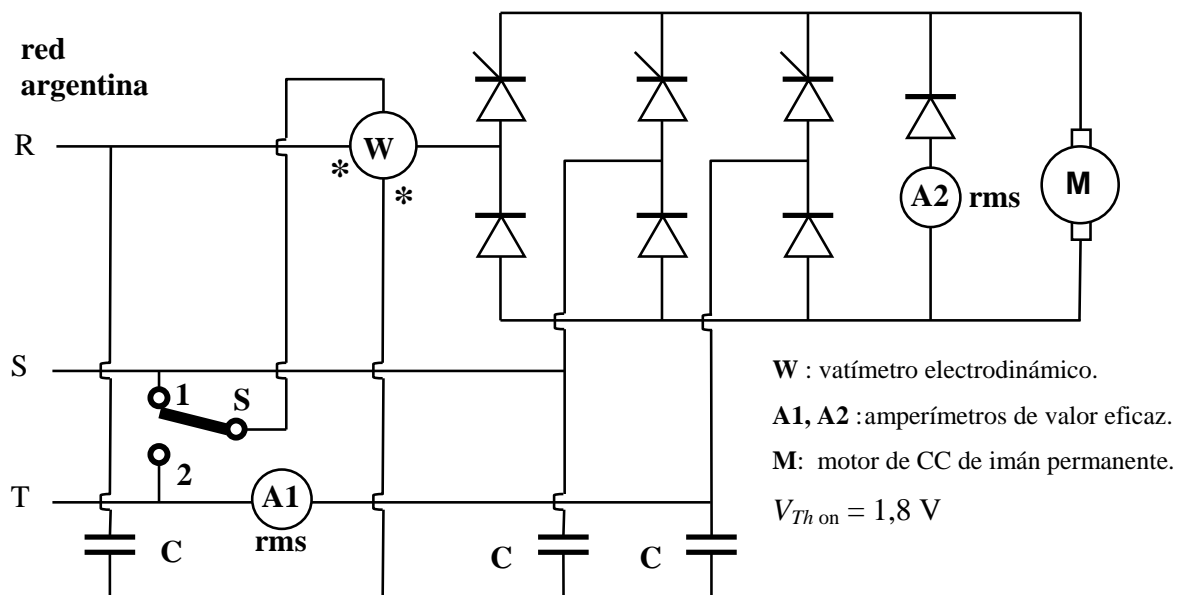 red
argentina
R
W
*
*
A2 rms
M
S
1
S
2
T
A1
rms
C
C
C
W : vatímetro electrodinámico.
A1, A2 : amperímetros de valor eficaz.
M: motor de CC de imán permanente.
V_Th on = 1,8 V